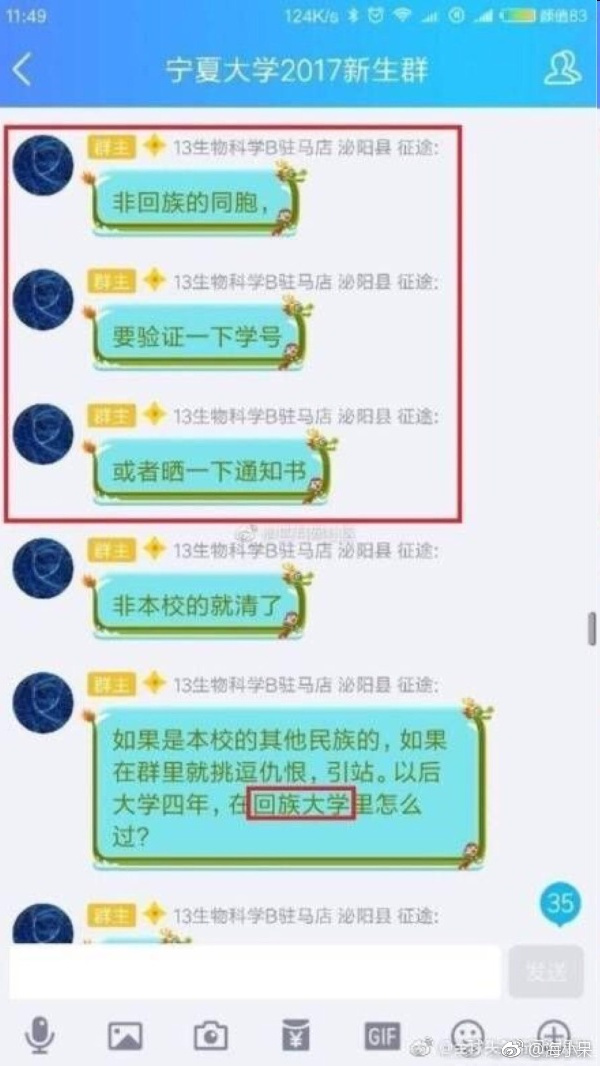 11:49
124K/s
颜值83
宁夏大学2017新生群
群主 13生物科学B驻马店 泌阳县 征途:
非回族的同胞，
群主 13生物科学B驻马店 泌阳县 征途:
要验证一下学号
群主 13生物科学B驻马店 泌阳县 征途:
或者晒一下通知书
群主 13生物科学B驻马店 泌阳县 征途:
非本校的就清了
群主 13生物科学B驻马店 泌阳县 征途:
如果是本校的其他民族的，如果
在群里就挑逗仇恨，引站。以后
大学四年，在回族大学里怎么
过？
35
群主 13生物科学B驻马店 泌阳县 征途:
发送
GIF
@海小果